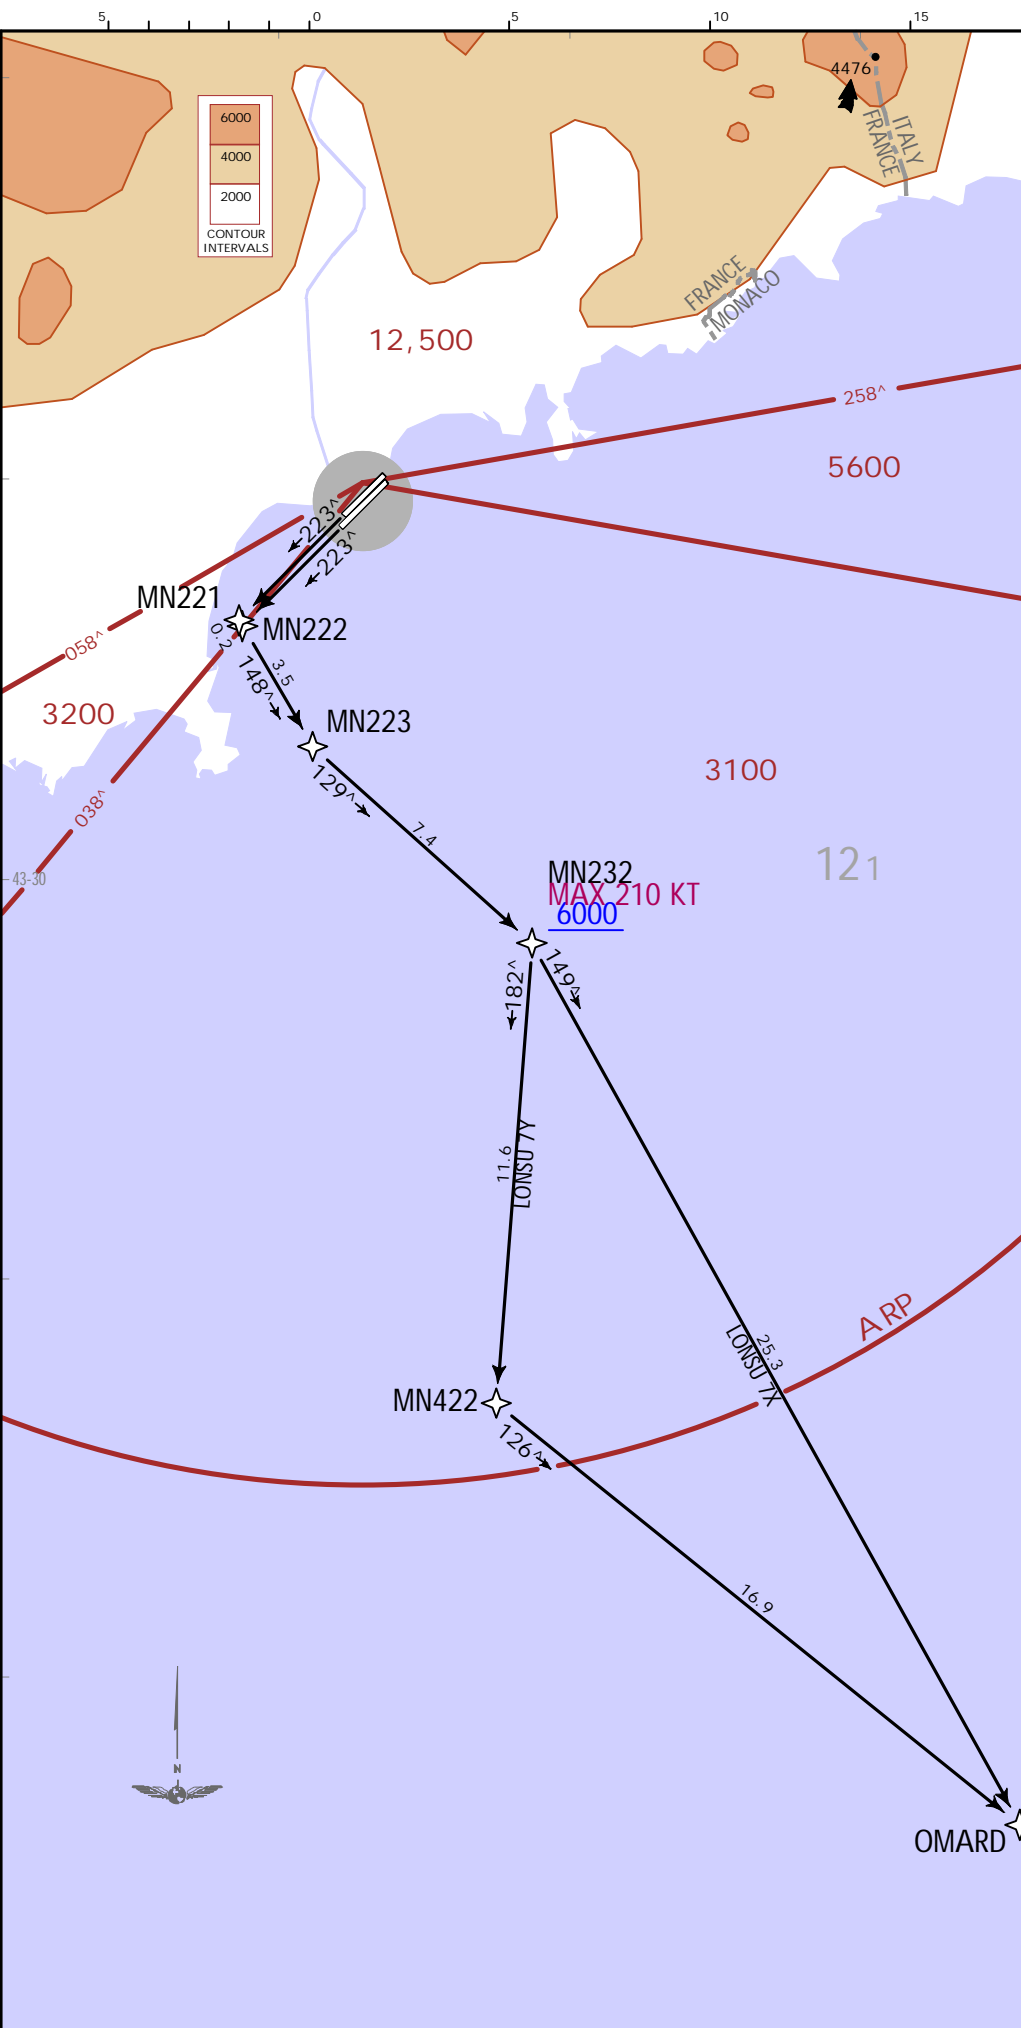 5 0 5 10 15
4476
ITALY
FRANCE
6000
4000
2000
CONTOUR
INTERVALS
FRANCE
MONACO
12,500
258^
5600
223^
223^
MN221
MN222
058^
0.2
3.5
148^
3200
MN223
129^
3100
038^
7.4
121
43-30
MN232
MAX 210 KT
6000
182^
149^
11.6
LONSU 7Y
ARP
25.3
LONSU 7X
MN422
126^
16.9
N
OMARD